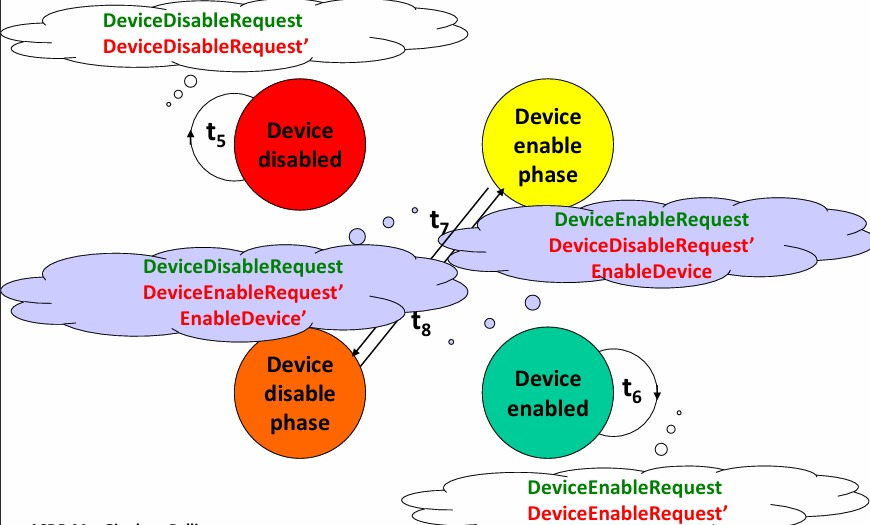 DeviceDisableRequest
DeviceDisableRequest’
t5
Device
disabled
Device
enable
phase
t7
DeviceEnableRequest
DeviceDisableRequest’
EnableDevice
DeviceDisableRequest
DeviceEnableRequest’
EnableDevice’
t8
Device
disable
phase
Device
enabled
t6
DeviceEnableRequest
DeviceEnableRequest’